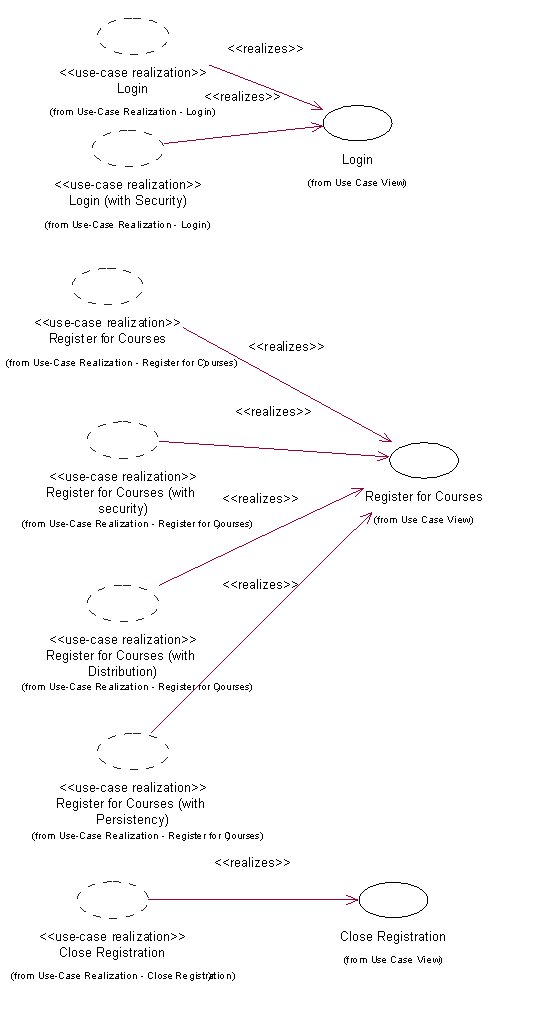 <<realizes>>
<<use-case realization>>
Login
<<realizes>>
(from Use-Case Realization - Login)
Login
(from Use Case View)
<<use-case realization>>
Login (with Security)
(from Use-Case Realization - Login)
<<use-case realization>>
Register for Courses
<<realizes>>
(from Use-Case Realization - Register for Courses)
<<realizes>>
<<use-case realization>>
Register for Courses (with
security)
(from Use-Case Realization - Register for Courses)
<<realizes>>
Register for Courses
(from Use Case View)
<<realizes>>
<<use-case realization>>
Register for Courses (with
Distribution)
(from Use-Case Realization - Register for Courses)
<<use-case realization>>
Register for Courses (with
Persistency)
(from Use-Case Realization - Register for Courses)
<<realizes>>
<<use-case realization>>
Close Registration
(from Use-Case Realization - Close Registration)
Close Registration
(from Use Case View)